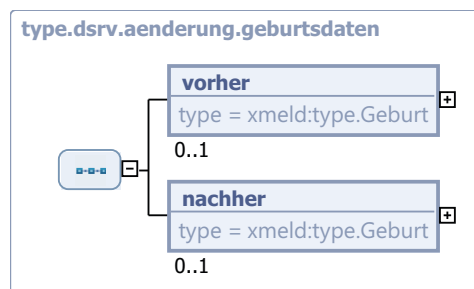 type.dsrv.aenderung.geburtsdaten
vorher
type = xmeld:type.Geburt
0..1
nachher
type = xmeld:type.Geburt
0..1